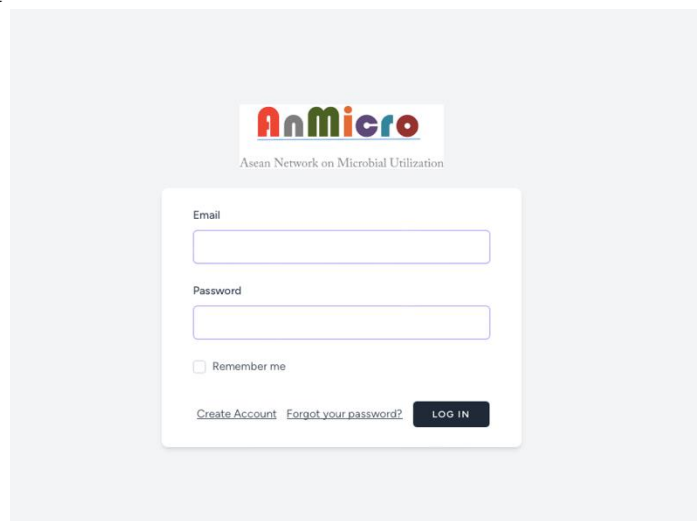 AnMicro
Asean Network on Microbial Utilization
Email
Password
Remember me
Create Account Forgot your password? LOG IN